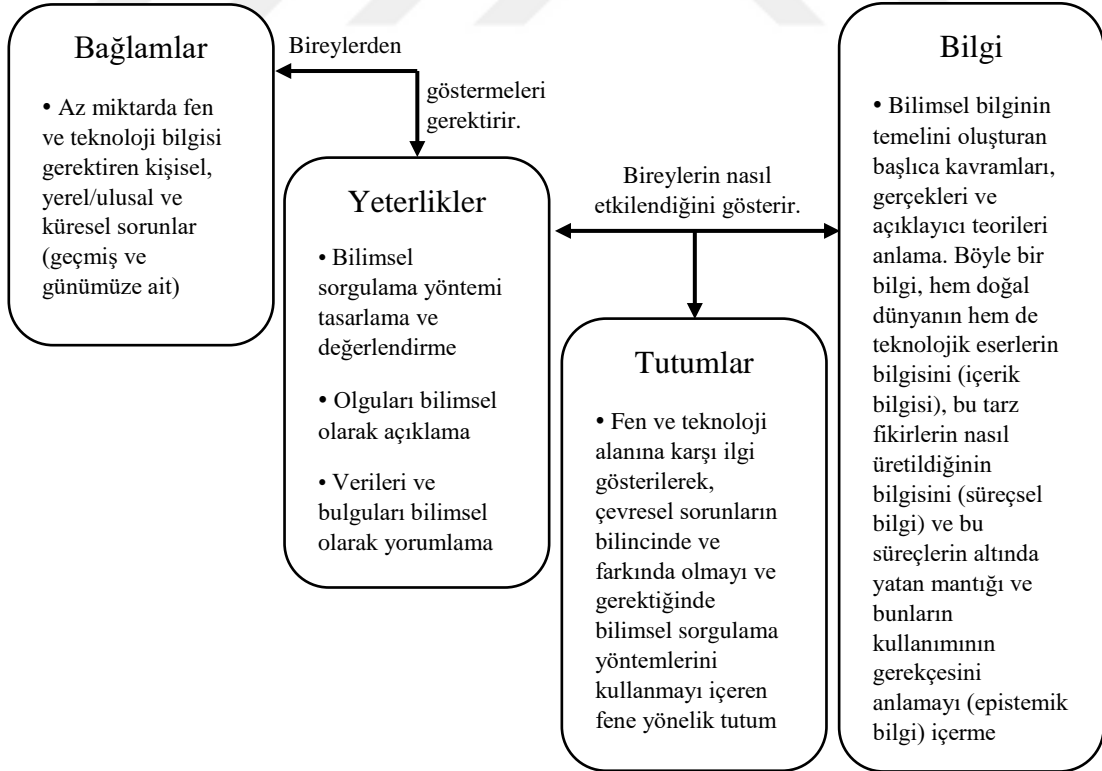 Bağlamlar
• Az miktarda fen
ve teknoloji bilgisi
gerektiren kişisel,
yerel/ulusal ve
küresel sorunlar
(geçmiş ve
günümüze ait)
Bireylerden
göstermeleri
gerektirir.
Yeterlikler
• Bilimsel
sorgulama yöntemi
tasarlama ve
değerlendirme
• Olguları bilimsel
olarak açıklama
• Verileri ve
bulguları bilimsel
olarak yorumlama
Bireylerin nasıl
etkilendiğini gösterir.
Tutumlar
• Fen ve teknoloji
alanına karşı ilgi
gösterilerek,
çevresel sorunların
bilincinde ve
farkında olmayı ve
gerektiğinde
bilimsel sorgulama
yöntemlerini
kullanmayı içeren
fene yönelik tutum
Bilgi
• Bilimsel bilginin
temelini oluşturan
başlıca kavramları,
gerçekleri ve
açıklayıcı teorileri
anlama. Böyle bir
bilgi, hem doğal
dünyanın hem de
teknolojik eserlerin
bilgisini (içerik
bilgisi), bu tarz
fikirlerin nasıl
üretildiğinin
bilgisini (süreçsel
bilgi) ve bu
süreçlerin altında
yatan mantığı ve
bunların
kullanımının
gerekçesini
anlamayı (epistemik
bilgi) içerme